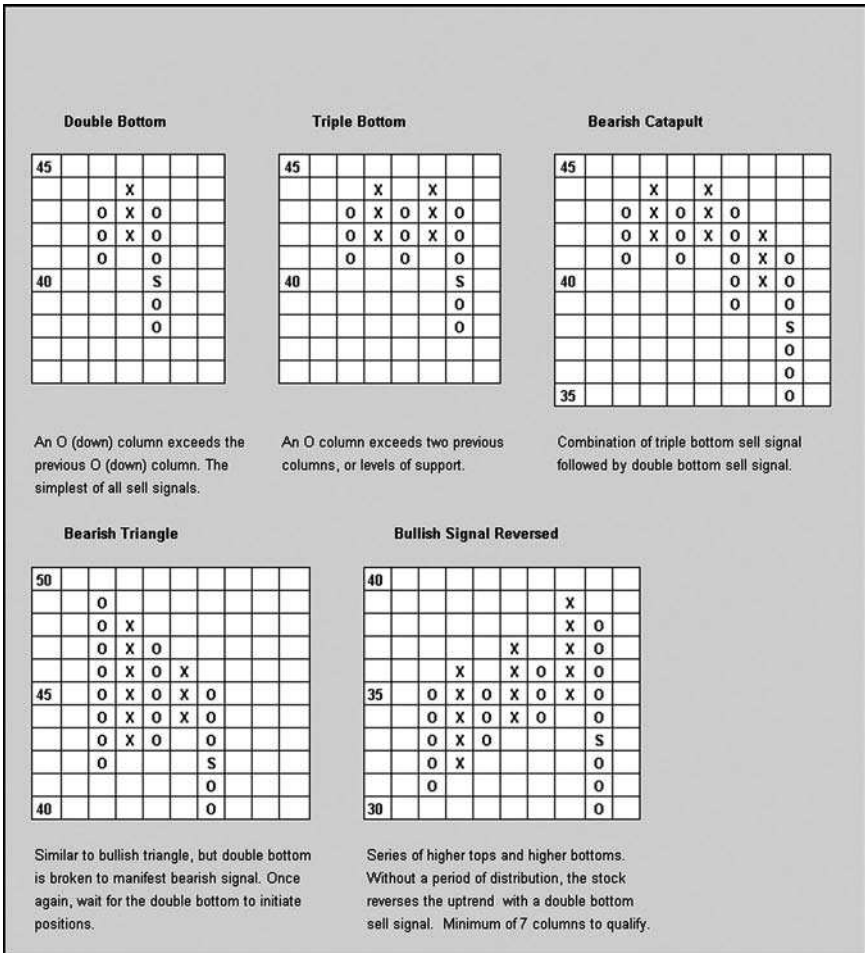 Double Bottom
45
X
O X O
O X O
O O
40 S
O
O
An O (down) column exceeds the
previous O (down) column. The
simplest of all sell signals.
Triple Bottom
45
X X
O X O X O
O X O X O
O O O
40 S
O
O
An O column exceeds two previous
columns, or levels of support.
Bearish Catapult
45
X X
O X O X O
O X O X O X
O O O X O
40 O X O
O O
S
O
O
35 O
Combination of triple bottom sell signal
followed by double bottom sell signal.
Bearish Triangle
50
O
O X
O X O
O X O X
45 O X O X O
O X O X O
O X O O
O S
O
40 O
Similar to bullish triangle, but double bottom
is broken to manifest bearish signal. Once
again, wait for the double bottom to initiate
positions.
Bullish Signal Reversed
40
X
X O
X X O
X X O X O
35 O X O X O X O
O X O X O O
O X O S
O X O
O O
30 O
Series of higher tops and higher bottoms.
Without a period of distribution, the stock
reverses the uptrend with a double bottom
sell signal. Minimum of 7 columns to qualify.